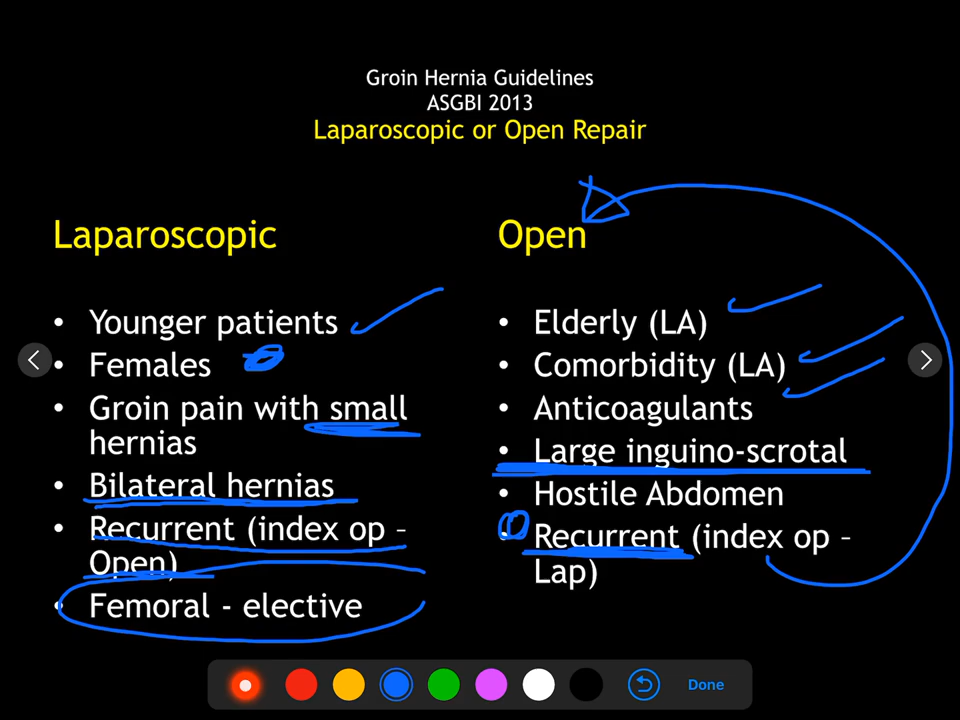 Groin Hernia Guidelines
ASGBI 2013
Laparoscopic or Open Repair
Laparoscopic
• Younger patients
• Females
• Groin pain with small
hernias
• Bilateral hernias
• Recurrent (index op –
Open)
• Femoral - elective
Open
• Elderly (LA)
• Comorbidity (LA)
• Anticoagulants
• Large inguino-scrotal
• Hostile Abdomen
• Recurrent (index op –
Lap)
Done